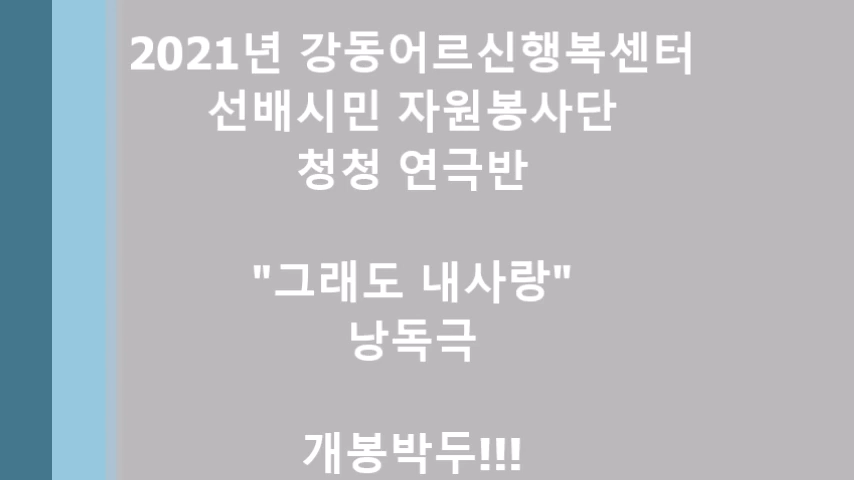 2021년 강동어르신행복센터
선배시민 자원봉사단
청청 연극반
"그래도 내사랑"
낭독극
개봉박두!!!